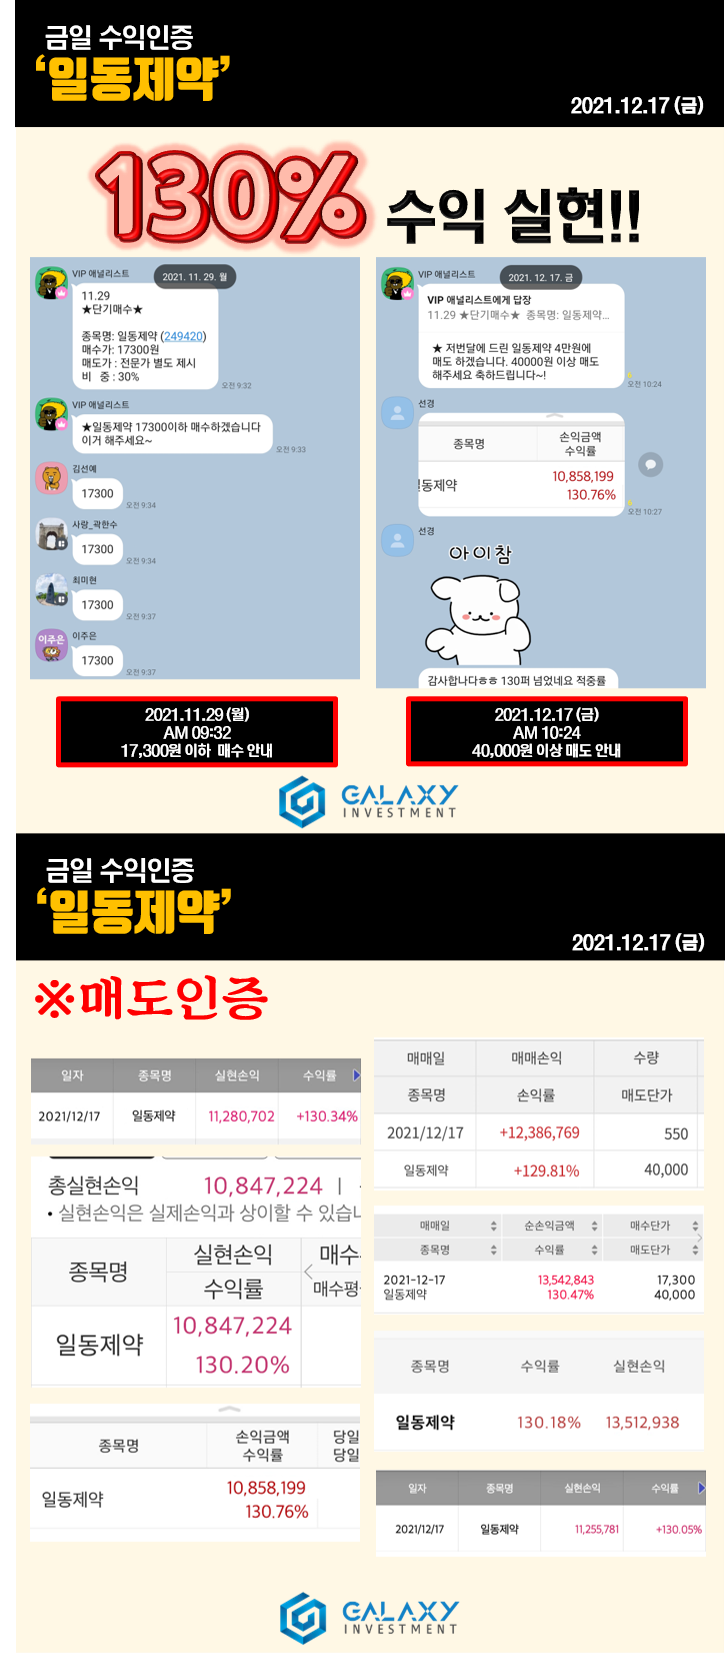 금일 수익인증
‘일동제약’
2021.12.17 (금)
130% 수익 실현!!
VIP 애널리스트
2021. 11. 29. 월
11.29
★단기매수★
종목명: 일동제약 (249420)
매수가: 17300원
매도가 : 전문가 별도 제시
비 중 : 30%
오전 9:32
VIP 애널리스트
★일동제약 17300이하 매수하겠습니다
이거 해주세요~
오전 9:33
김선예
17300
오전 9:34
사랑_곽한수
17300
오전 9:34
최미현
17300
오전 9:37
이주은
이주은
17300
오전 9:37
2021.11.29 (월)
AM 09:32
17,300원 이하 매수 안내
VIP 애널리스트
2021. 12. 17. 금
VIP 애널리스트에게 답장
11.29 ★단기매수★ 종목명: 일동제약...
★ 저번달에 드린 일동제약 4만원에
매도 하겠습니다. 40000원 이상 매도
해주세요 축하드립니다~!
오전 10:24
선경
종목명 손익금액
수익률
일동제약 10,858,199
130.76%
오전 10:27
선경
아이참
감사합나다ㅎㅎ 130퍼 넘었네요 적중률
2021.12.17 (금)
AM 10:24
40,000원 이상 매도 안내
GALAXY
INVESTMENT
금일 수익인증
‘일동제약’
2021.12.17 (금)
※매도인증
일자 종목명 실현손익 수익률
2021/12/17 일동제약 11,280,702 +130.34%
총실현손익 10,847,224
• 실현손익은 실제손익과 상이할 수 있습니
종목명 실현손익 매수
수익률 매수평
일동제약 10,847,224
130.20%
종목명 손익금액 당일
수익률 당일
일동제약 10,858,199
130.76%
매매일 매매손익 수량
종목명 손익률 매도단가
2021/12/17 +12,386,769 550
일동제약 +129.81% 40,000
매매일 순손익금액 매수단가
종목명 수익률 매도단가
2021-12-17 13,542,843 17,300
일동제약 130.47% 40,000
종목명 수익률 실현손익
일동제약 130.18% 13,512,938
일자 종목명 실현손익 수익률
2021/12/17 일동제약 11,255,781 +130.05%
GALAXY
INVESTMENT